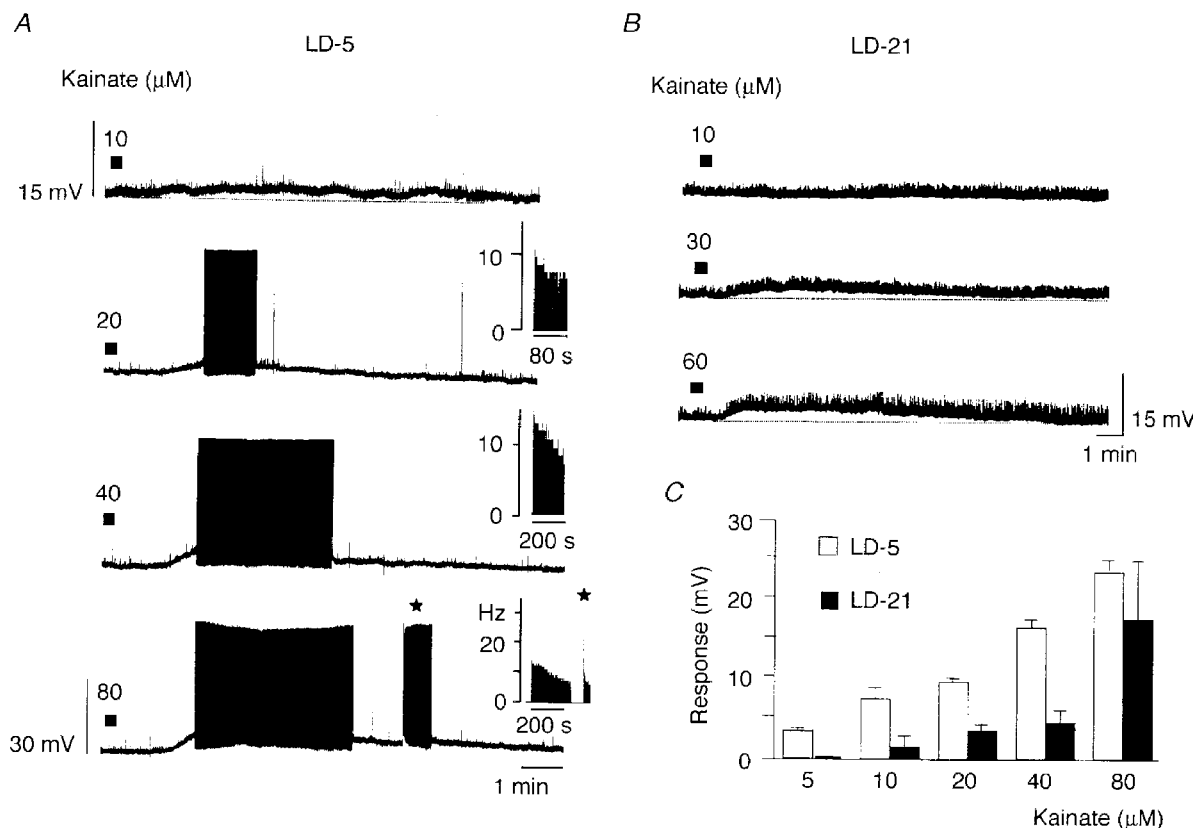 A
LD-5
Kainate (µM)
10
15 mV
20
10
0
80 s
40
10
0
200 s
80
30 mV
★
★
Hz
20
0
200 s
1 min
B
LD-21
Kainate (µM)
10
30
60
15 mV
1 min
C
Response (mV)
30
20
10
0
LD-5
LD-21
5 10 20 40 80
Kainate (µM)